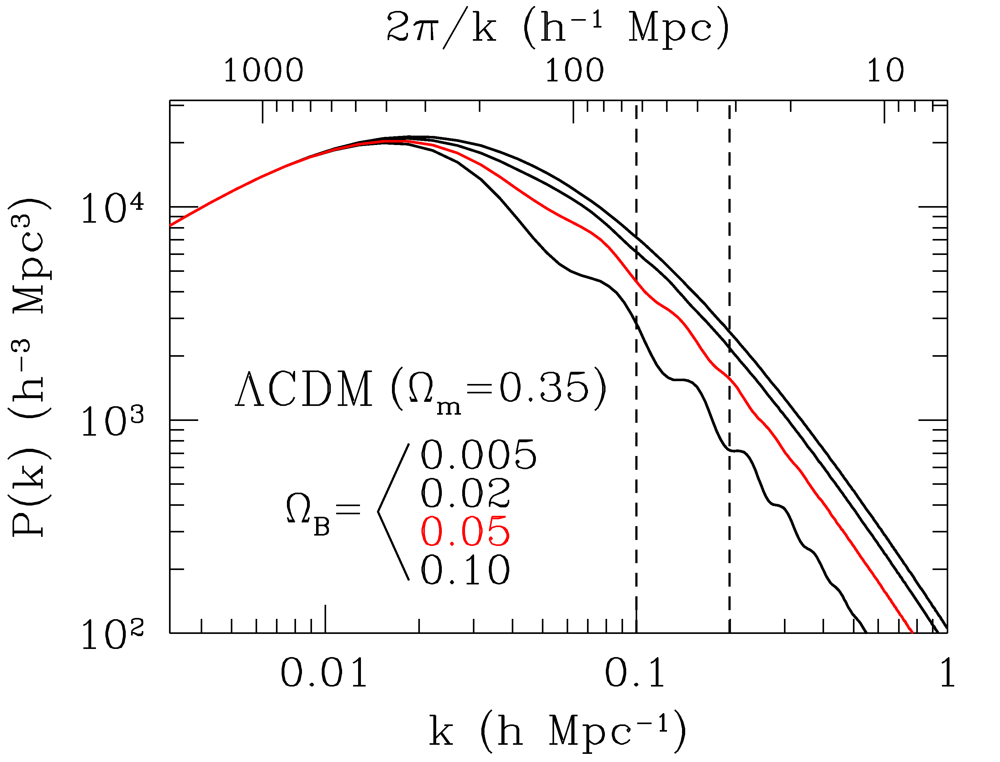 2π/k (h⁻¹ Mpc)
1000 100 10
P(k) (h⁻³ Mpc³)
10⁴
10³
10²
ΛCDM (Ωₘ=0.35)
Ω_B=
0.005
0.02
0.05
0.10
0.01 0.1 1
k (h Mpc⁻¹)